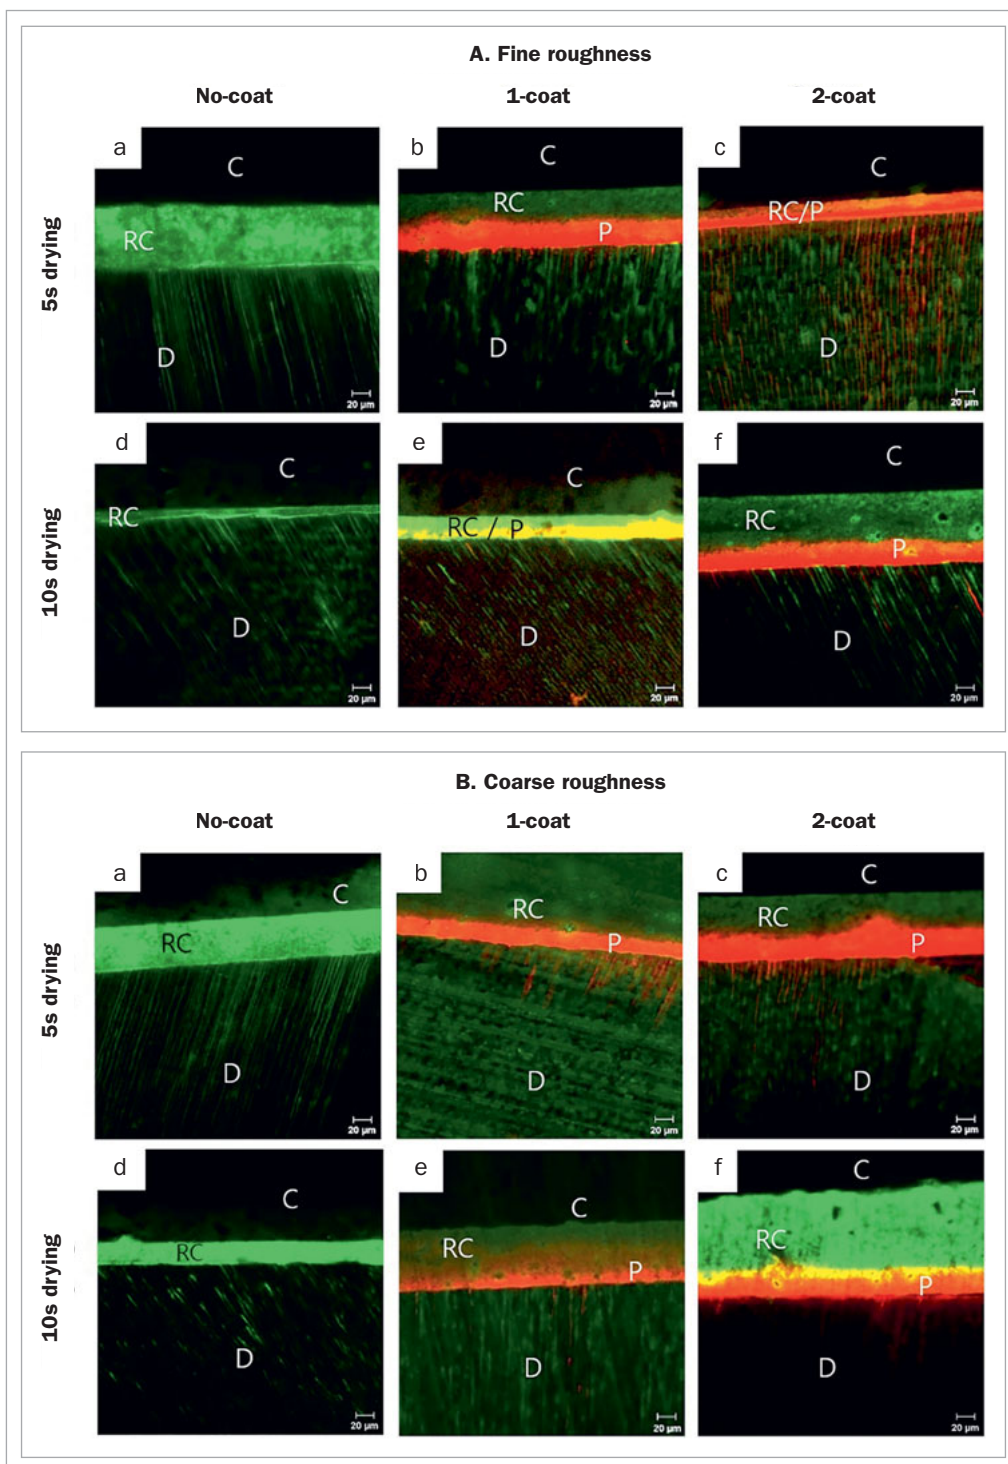 A. Fine roughness
No-coat 1-coat 2-coat
5s drying
a
C
RC
D
20 µm
b
C
RC
P
D
20 µm
c
C
RC/P
D
20 µm
10s drying
d
C
RC
D
20 µm
e
C
RC / P
D
20 µm
f
C
RC
P
D
20 µm
B. Coarse roughness
No-coat 1-coat 2-coat
5s drying
a
C
RC
D
20 µm
b
RC
P
D
20 µm
c
C
RC
P
D
20 µm
10s drying
d
C
RC
D
20 µm
e
C
RC
P
D
20 µm
f
C
RC
P
D
20 µm